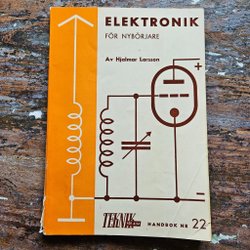 ELEKTRONIK
FÖR NYBÖRJARE
Av Hjalmar Larsson
+
−
TEKNIK
HANDBOK NR 22